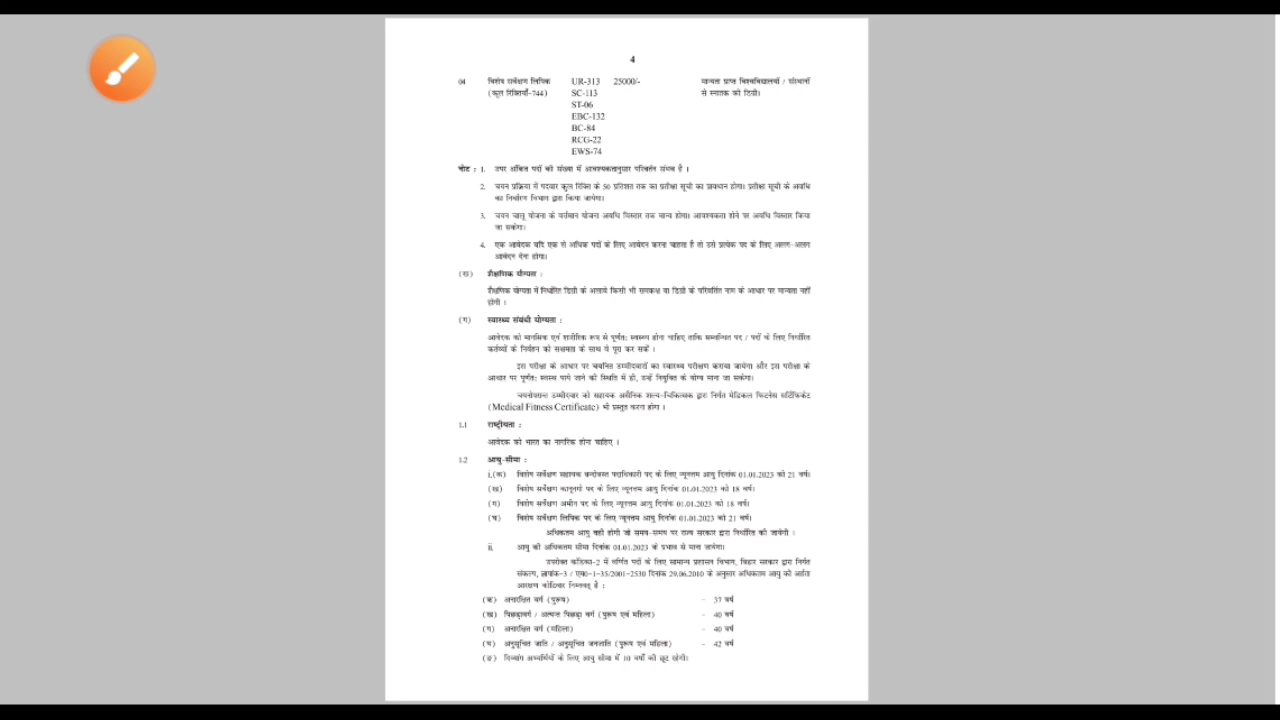 4
04 विशेष सर्वेक्षण लिपिक UR-313 25000/- मान्यता प्राप्त विश्वविद्यालयों / संस्थानों
(कुल रिक्तियाँ-744) SC-113 से स्नातक की डिग्री।
ST-06
EBC-132
BC-84
RCG-22
EWS-74
नोट : 1. उपर अंकित पदों की संख्या में आवश्यकतानुसार परिवर्तन संभव है ।
2. चयन प्रक्रिया में पदवार कुल रिक्ति के 50 प्रतिशत तक का प्रतीक्षा सूची का प्रावधान होगा। प्रतीक्षा सूची के अवधि
का निर्धारण विभाग द्वारा किया जायेगा।
3. चयन चालू योजना के वर्तमान योजना अवधि विस्तार तक मान्य होगा। आवश्यकता होने पर अवधि विस्तार किया
जा सकेगा।
4. एक आवेदक यदि एक से अधिक पदों के लिए आवेदन करना चाहता है तो उसे प्रत्येक पद के लिए अलग-अलग
आवेदन देना होगा।
(ख) शैक्षणिक योग्यता :
शैक्षणिक योग्यता में निर्धारित डिग्री के अलावे किसी भी समकक्ष या डिग्री के परिवर्तित नाम के आधार पर मान्यता नहीं
होगी ।
(ग) स्वास्थ्य संबंधी योग्यता :
आवेदक को मानसिक एवं शारीरिक रूप से पूर्णत: स्वस्थ्य होना चाहिए ताकि सम्बन्धित पद / पदों के लिए निर्धारित
कर्तव्यों के निर्वहन को सक्षमता के साथ वे पूरा कर सकें ।
इस परीक्षा के आधार पर चयनित उम्मीदवारों का स्वास्थ्य परीक्षण कराया जायेगा और इस परीक्षा के
आधार पर पूर्णत: स्वस्थ पाये जाने की स्थिति में ही, उन्हें नियुक्ति के योग्य माना जा सकेगा।
चयनोपरान्त उम्मीदवार को सहायक असैनिक शल्य-चिकित्सक द्वारा निर्गत मेडिकल फिटनेस सर्टिफिकेट
(Medical Fitness Certificate) भी प्रस्तुत करना होगा ।
1.1 राष्ट्रीयता :
आवेदक को भारत का नागरिक होना चाहिए ।
1.2 आयु-सीमा :
i.(क) विशेष सर्वेक्षण सहायक बन्दोबस्त पदाधिकारी पद के लिए न्यूनतम आयु दिनांक 01.01.2023 को 21 वर्ष।
(ख) विशेष सर्वेक्षण कानूनगो पद के लिए न्यूनतम आयु दिनांक 01.01.2023 को 18 वर्ष।
(ग) विशेष सर्वेक्षण अमीन पद के लिए न्यूनतम आयु दिनांक 01.01.2023 को 18 वर्ष।
(घ) विशेष सर्वेक्षण लिपिक पद के लिए न्यूनतम आयु दिनांक 01.01.2023 को 21 वर्ष।
अधिकतम आयु वही होगी जो समय-समय पर राज्य सरकार द्वारा निर्धारित की जायेगी ।
ii. आयु की अधिकतम सीमा दिनांक 01.01.2023 के प्रभाव से माना जायेगा।
उपरोक्त कंडिका-2 में वर्णित पदों के लिए सामान्य प्रशासन विभाग, बिहार सरकार द्वारा निर्गत
संकल्प, ज्ञापांक-3 / एम0-1-35/2001-2530 दिनांक 29.06.2010 के अनुसार अधिकतम आयु की अर्हता
आरक्षण कोटिवार निम्नवत् है :
(क) अनारक्षित वर्ग (पुरूष) - 37 वर्ष
(ख) पिछड़ावर्ग / अत्यन्त पिछड़ा वर्ग (पुरूष एवं महिला) - 40 वर्ष
(ग) अनारक्षित वर्ग (महिला) - 40 वर्ष
(घ) अनुसूचित जाति / अनुसूचित जनजाति (पुरूष एवं महिला) - 42 वर्ष
(ङ) दिव्यांग अभ्यर्थियों के लिए आयु सीमा में 10 वर्षों की छूट रहेगी।